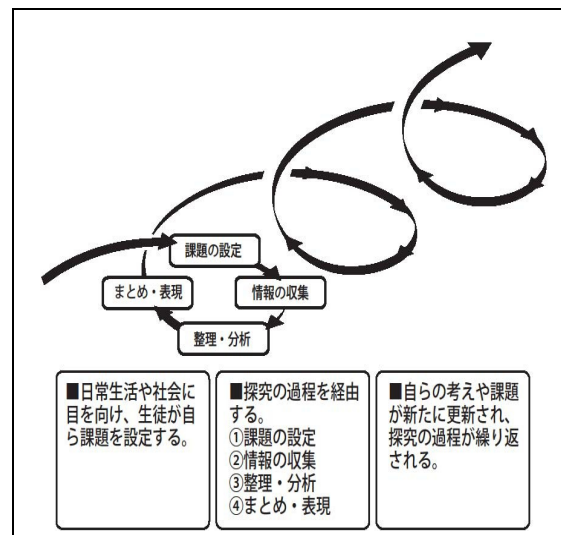 課題の設定
まとめ・表現
情報の収集
整理・分析
■日常生活や社会に
目を向け、生徒が自
ら課題を設定する。
■探究の過程を経由
する。
①課題の設定
②情報の収集
③整理・分析
④まとめ・表現
■自らの考えや課題
が新たに更新され、
探究の過程が繰り返
される。